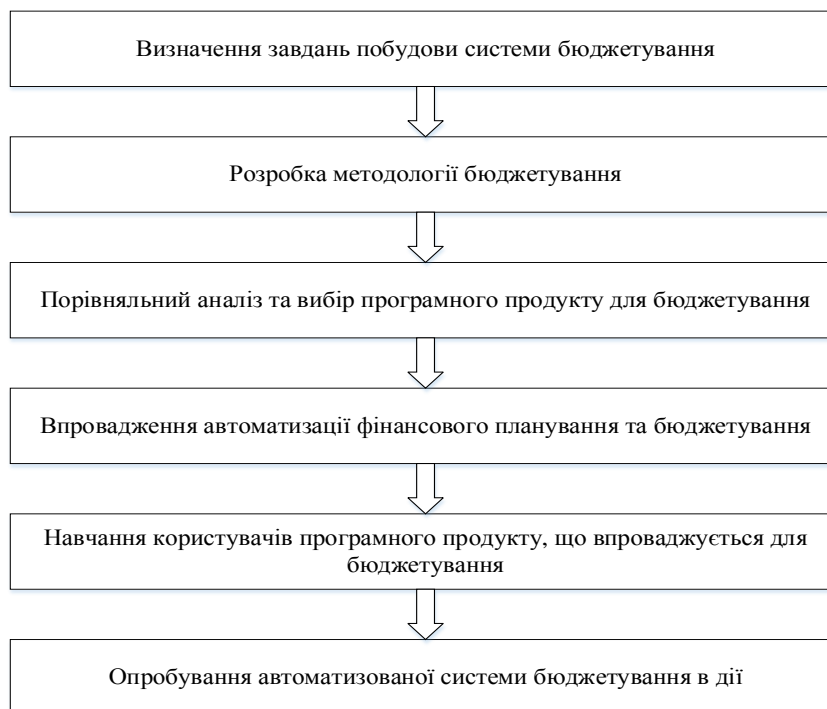 Визначення завдань побудови системи бюджетування
Розробка методології бюджетування
Порівняльний аналіз та вибір програмного продукту для бюджетування
Впровадження автоматизації фінансового планування та бюджетування
Навчання користувачів програмного продукту, що впроваджується для
бюджетування
Опробування автоматизованої системи бюджетування в дії